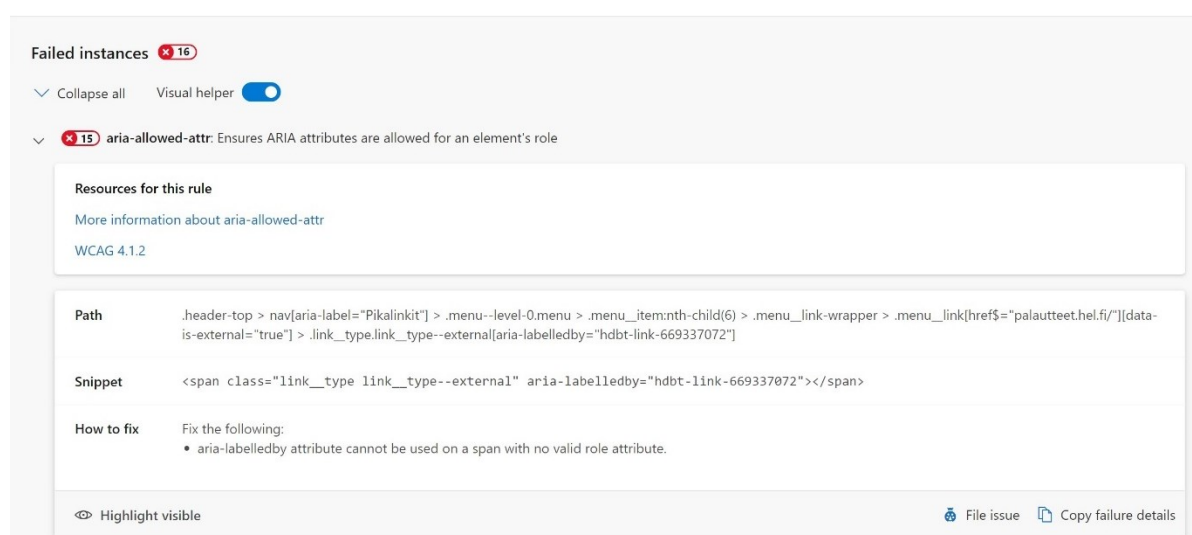 Failed instances 16
Collapse all Visual helper
15 aria-allowed-attr: Ensures ARIA attributes are allowed for an element's role
Resources for this rule
More information about aria-allowed-attr
WCAG 4.1.2
Path .header-top > nav[aria-label="Pikalinkit"] > .menu--level-0.menu > .menu__item:nth-child(6) > .menu__link-wrapper > .menu__link[href$="palautteet.hel.fi/"][data-
is-external="true"] > .link__type.link__type--external[aria-labelledby="hdbt-link-669337072"]
Snippet <span class="link__type link__type--external" aria-labelledby="hdbt-link-669337072"></span>
How to fix Fix the following:
• aria-labelledby attribute cannot be used on a span with no valid role attribute.
Highlight visible File issue Copy failure details